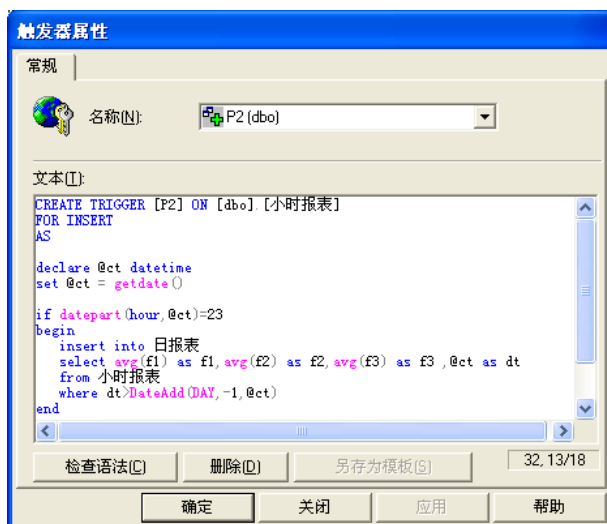 触发器属性
常规
名称(N):
P2 (dbo)
文本(T):
CREATE TRIGGER [P2] ON [dbo].[小时报表]
FOR INSERT
AS
declare @ct datetime
set @ct = getdate()
if datepart(hour,@ct)=23
begin
insert into 日报表
select avg(f1) as f1,avg(f2) as f2,avg(f3) as f3 ,@ct as dt
from 小时报表
where dt>DateAdd(DAY,-1,@ct)
end
检查语法(C) 删除(D) 另存为模板(S) 32,13/18
确定 关闭 应用 帮助